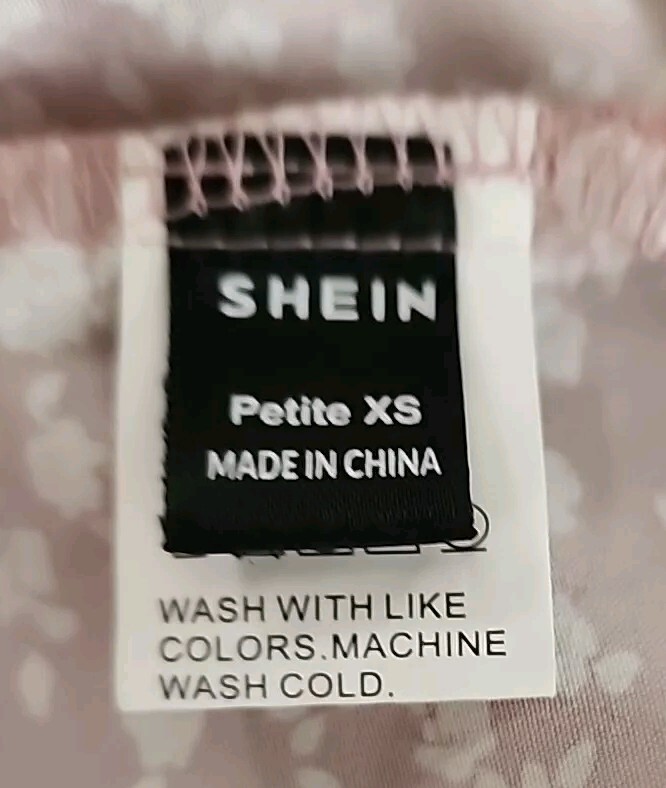 SHEIN
Petite XS
MADE IN CHINA
WASH WITH LIKE
COLORS.MACHINE
WASH COLD.